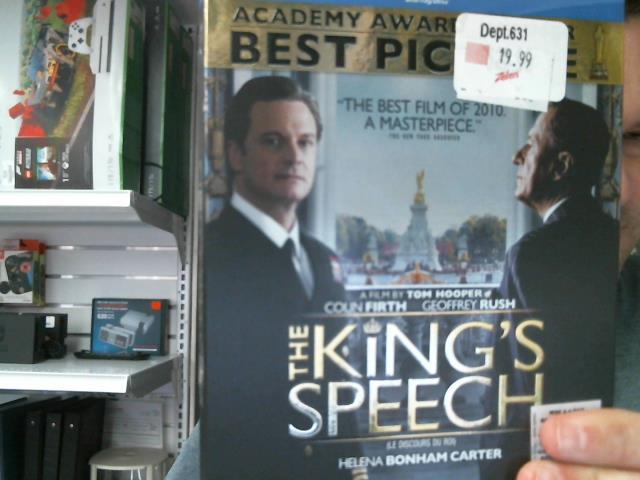 ACADEMY AWAR
BEST PIC E
Dept.631
19.99
Zellers
"THE BEST FILM OF 2010.
A MASTERPIECE."
A FILM BY TOM HOOPER
COLIN FIRTH GEOFFREY RUSH
THE KING'S
SPEECH
(LE DISCOURS DU ROI)
HELENA BONHAM CARTER